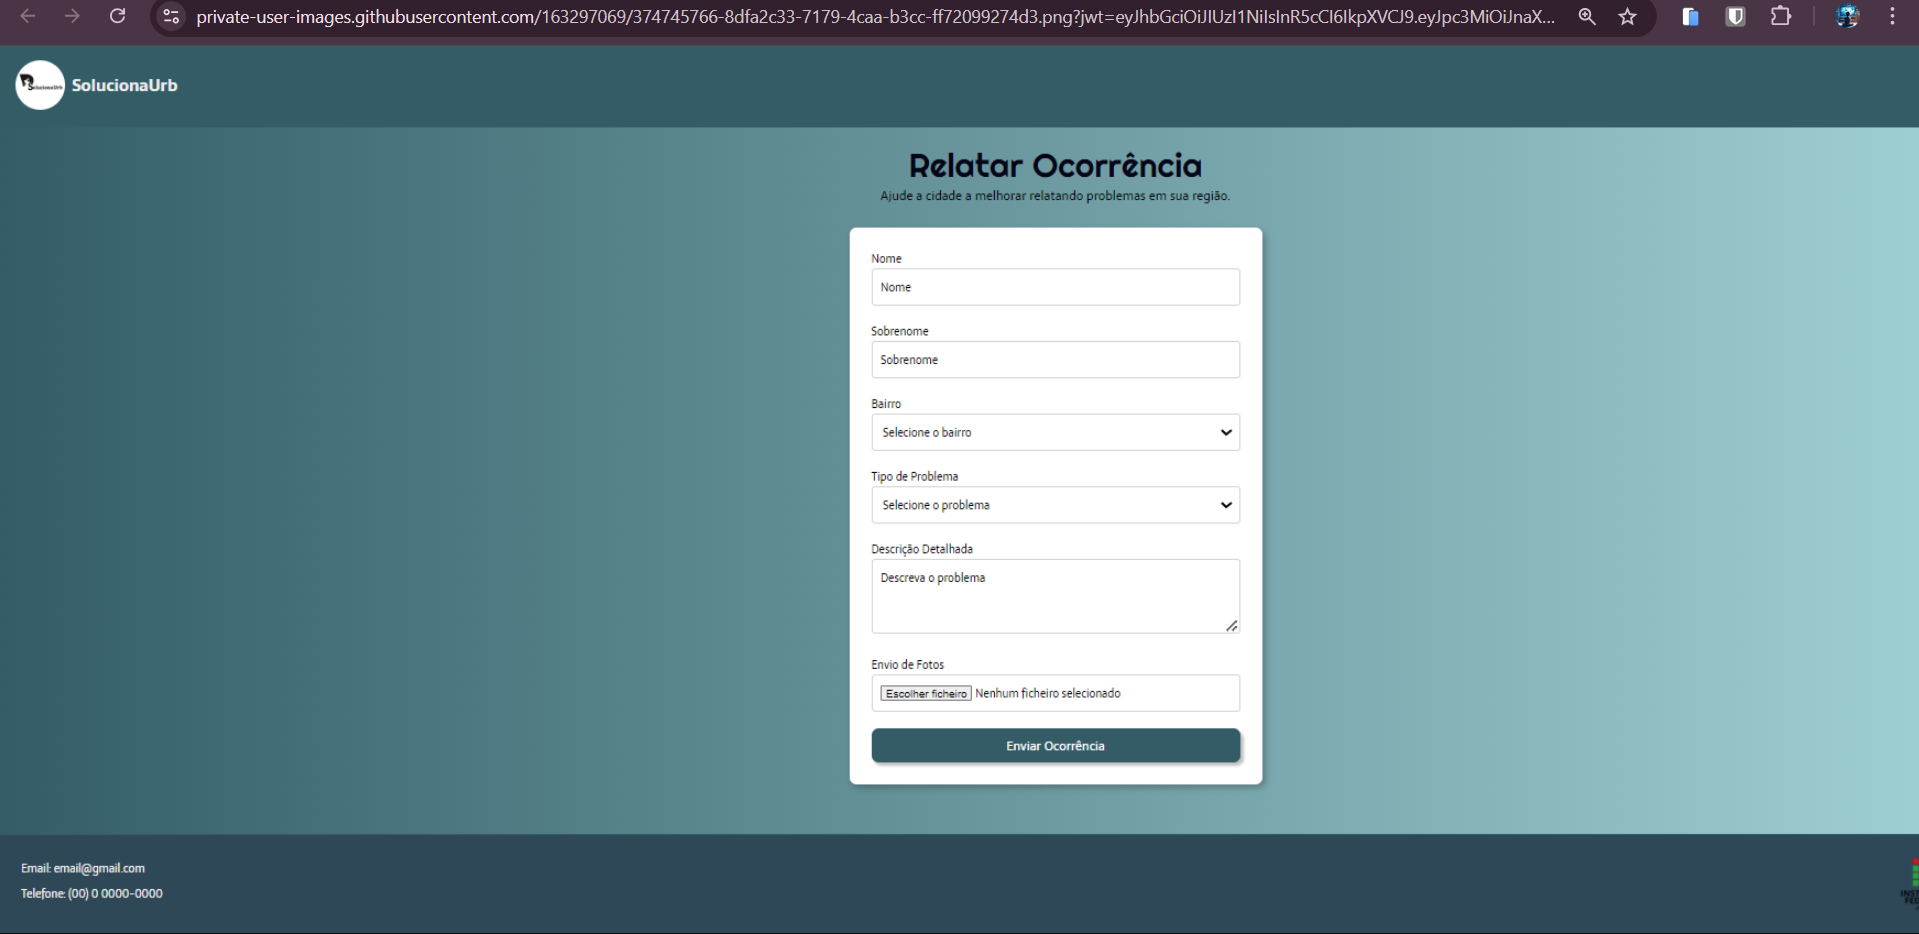 private-user-images.githubusercontent.com/163297069/374745766-8dfa2c33-7179-4caa-b3cc-ff72099274d3.png?jwt=eyJhbGciOiJIUzI1NiIsInR5cCI6IkpXVCJ9.eyJpc3MiOiJnaX...
SolucionaUrb
SolucionaUrb
Relatar Ocorrência
Ajude a cidade a melhorar relatando problemas em sua região.
Nome
Nome
Sobrenome
Sobrenome
Bairro
Selecione o bairro
Tipo de Problema
Selecione o problema
Descrição Detalhada
Descreva o problema
Envio de Fotos
Escolher ficheiro Nenhum ficheiro selecionado
Enviar Ocorrência
Email: email@gmail.com
Telefone: (00) 0 0000-0000